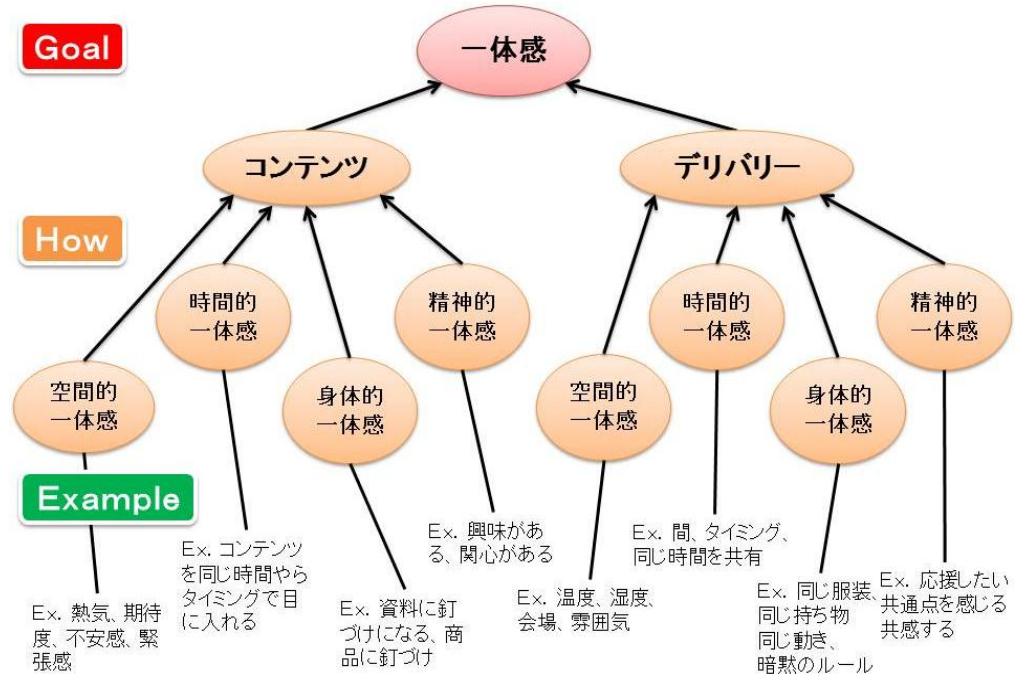 Goal
一体感
コンテンツ
デリバリー
How
時間的
一体感
精神的
一体感
時間的
一体感
精神的
一体感
空間的
一体感
身体的
一体感
空間的
一体感
身体的
一体感
Example
Ex. 熱気、期待
度、不安感、緊
張感
Ex. コンテンツ
を同じ時間やら
タイミングで目
に入れる
Ex. 資料に釘
づけになる、商
品に釘づけ
Ex. 興味があ
る、関心がある
Ex. 温度、湿度、
会場、雰囲気
Ex. 間、タイミング、
同じ時間を共有
Ex. 同じ服装、
同じ持ち物
同じ動き、
暗黙のルール
Ex. 応援したい
共通点を感じる
共感する